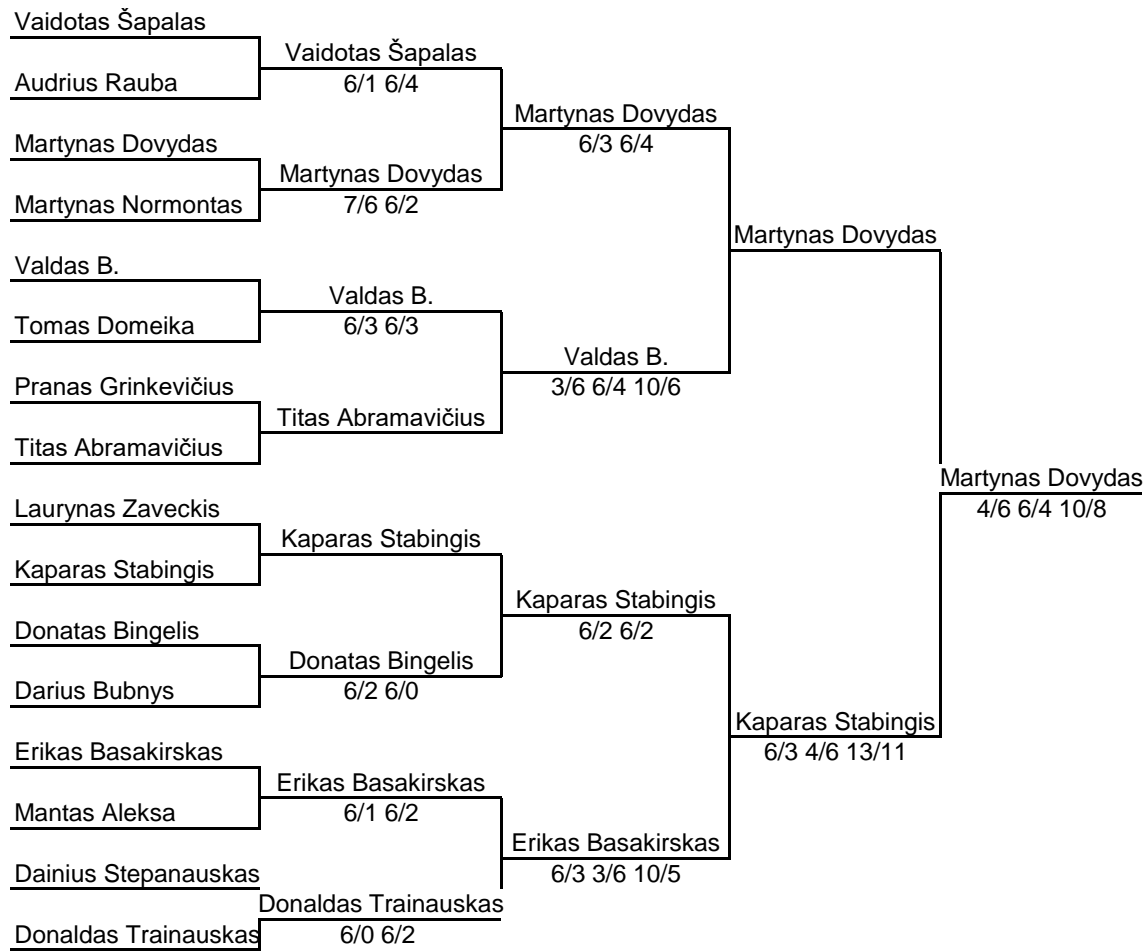 Vaidotas Šapalas
Vaidotas Šapalas
Audrius Rauba
6/1 6/4
Martynas Dovydas
Martynas Dovydas
6/3 6/4
Martynas Dovydas
Martynas Normontas
7/6 6/2
Martynas Dovydas
Valdas B.
Valdas B.
Tomas Domeika
6/3 6/3
Valdas B.
Pranas Grinkevičius
3/6 6/4 10/6
Titas Abramavičius
Titas Abramavičius
Martynas Dovydas
Laurynas Zaveckis
4/6 6/4 10/8
Kaparas Stabingis
Kaparas Stabingis
Kaparas Stabingis
Donatas Bingelis
6/2 6/2
Donatas Bingelis
Darius Bubnys
6/2 6/0
Kaparas Stabingis
Erikas Basakirskas
6/3 4/6 13/11
Erikas Basakirskas
Mantas Aleksa
6/1 6/2
Erikas Basakirskas
Dainius Stepanauskas
6/3 3/6 10/5
Donaldas Trainauskas
Donaldas Trainauskas
6/0 6/2